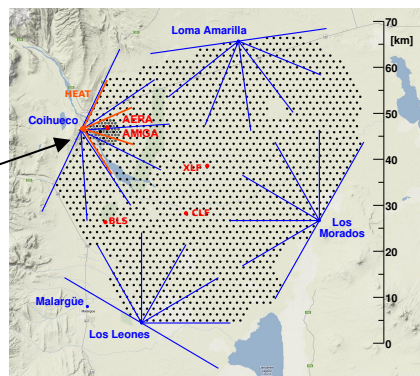 70
[km]
60
50
40
30
20
10
0
Loma Amarilla
HEAT
Coihueco
AERA
AMIGA
XLF
BLS
CLF
Los
Morados
Malargüe
Los Leones